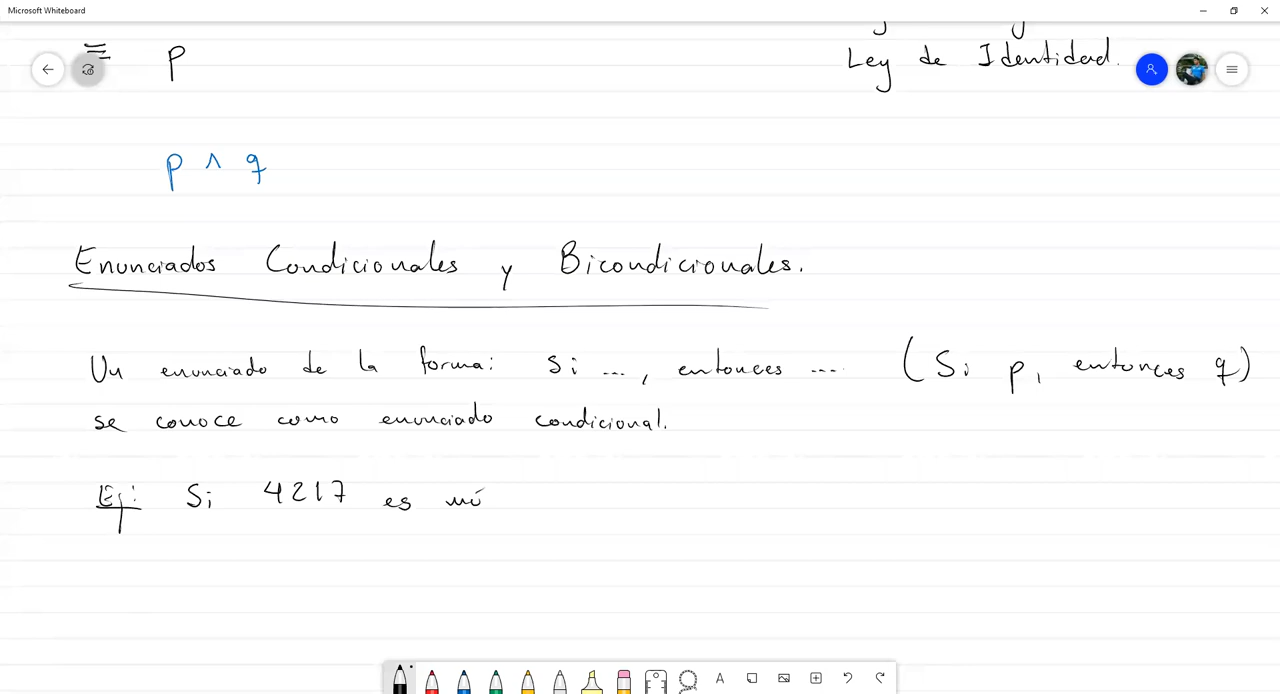 Microsoft Whiteboard
≡ p
Ley de Identidad.
p ∧ q
Enunciados Condicionales y Bicondicionales.
Un enunciado de la forma: Si ..., entonces .... (Si p, entonces q)
se conoce como enunciado condicional.
Ej: Si 4217 es mú